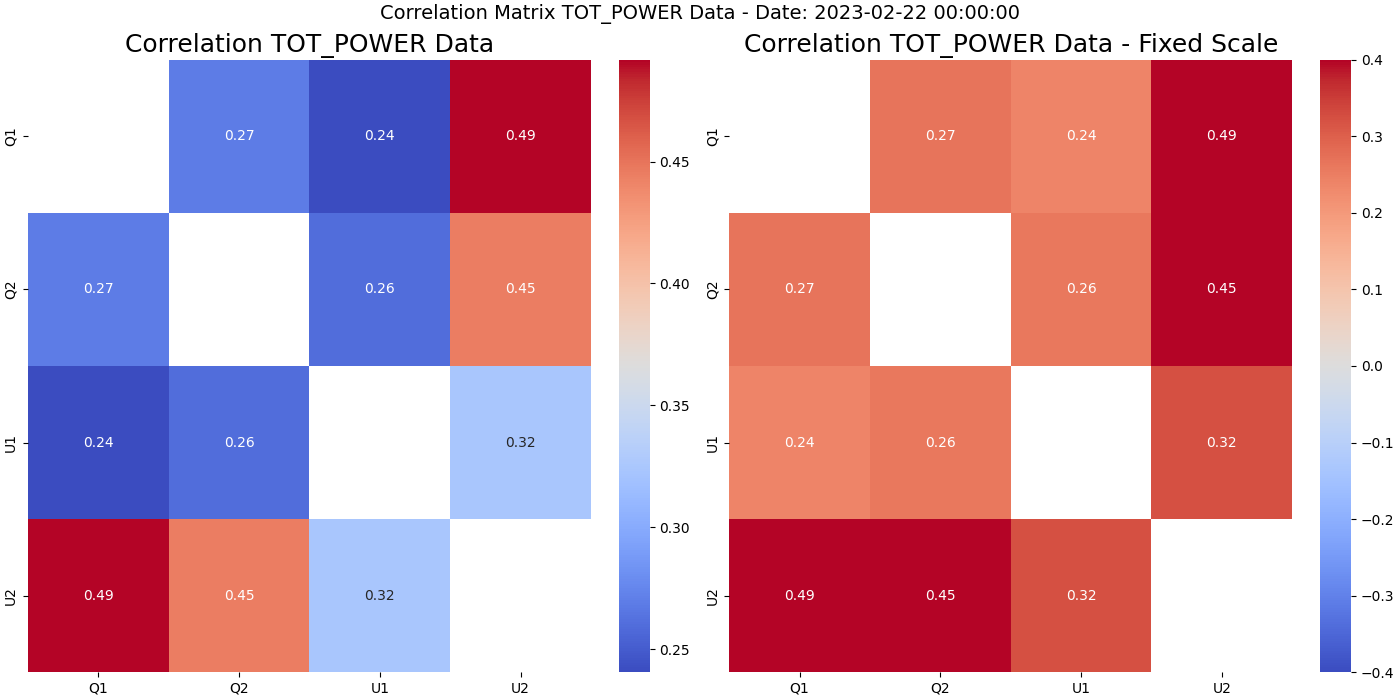 Correlation Matrix TOT_POWER Data - Date: 2023-02-22 00:00:00
Correlation TOT_POWER Data
Q1
0.27
0.24
0.49
Q2
0.27
0.26
0.45
U1
0.24
0.26
0.32
U2
0.49
0.45
0.32
Q1
Q2
U1
U2
0.45
0.40
0.35
0.30
0.25
Correlation TOT_POWER Data - Fixed Scale
Q1
0.27
0.24
0.49
Q2
0.27
0.26
0.45
U1
0.24
0.26
0.32
U2
0.49
0.45
0.32
Q1
Q2
U1
U2
0.4
0.3
0.2
0.1
0.0
−0.1
−0.2
−0.3
−0.4